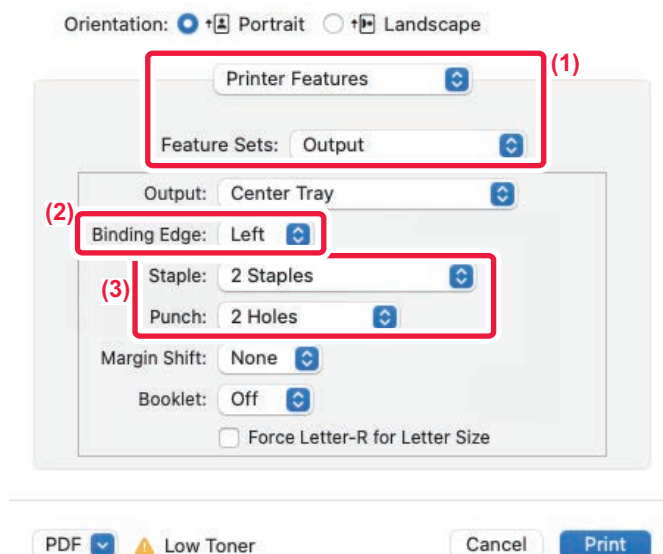 Orientation: Portrait Landscape
(1)
Printer Features
Feature Sets: Output
Output: Center Tray
(2)
Binding Edge: Left
(3)
Staple: 2 Staples
Punch: 2 Holes
Margin Shift: None
Booklet: Off
Force Letter-R for Letter Size
PDF Low Toner Cancel Print